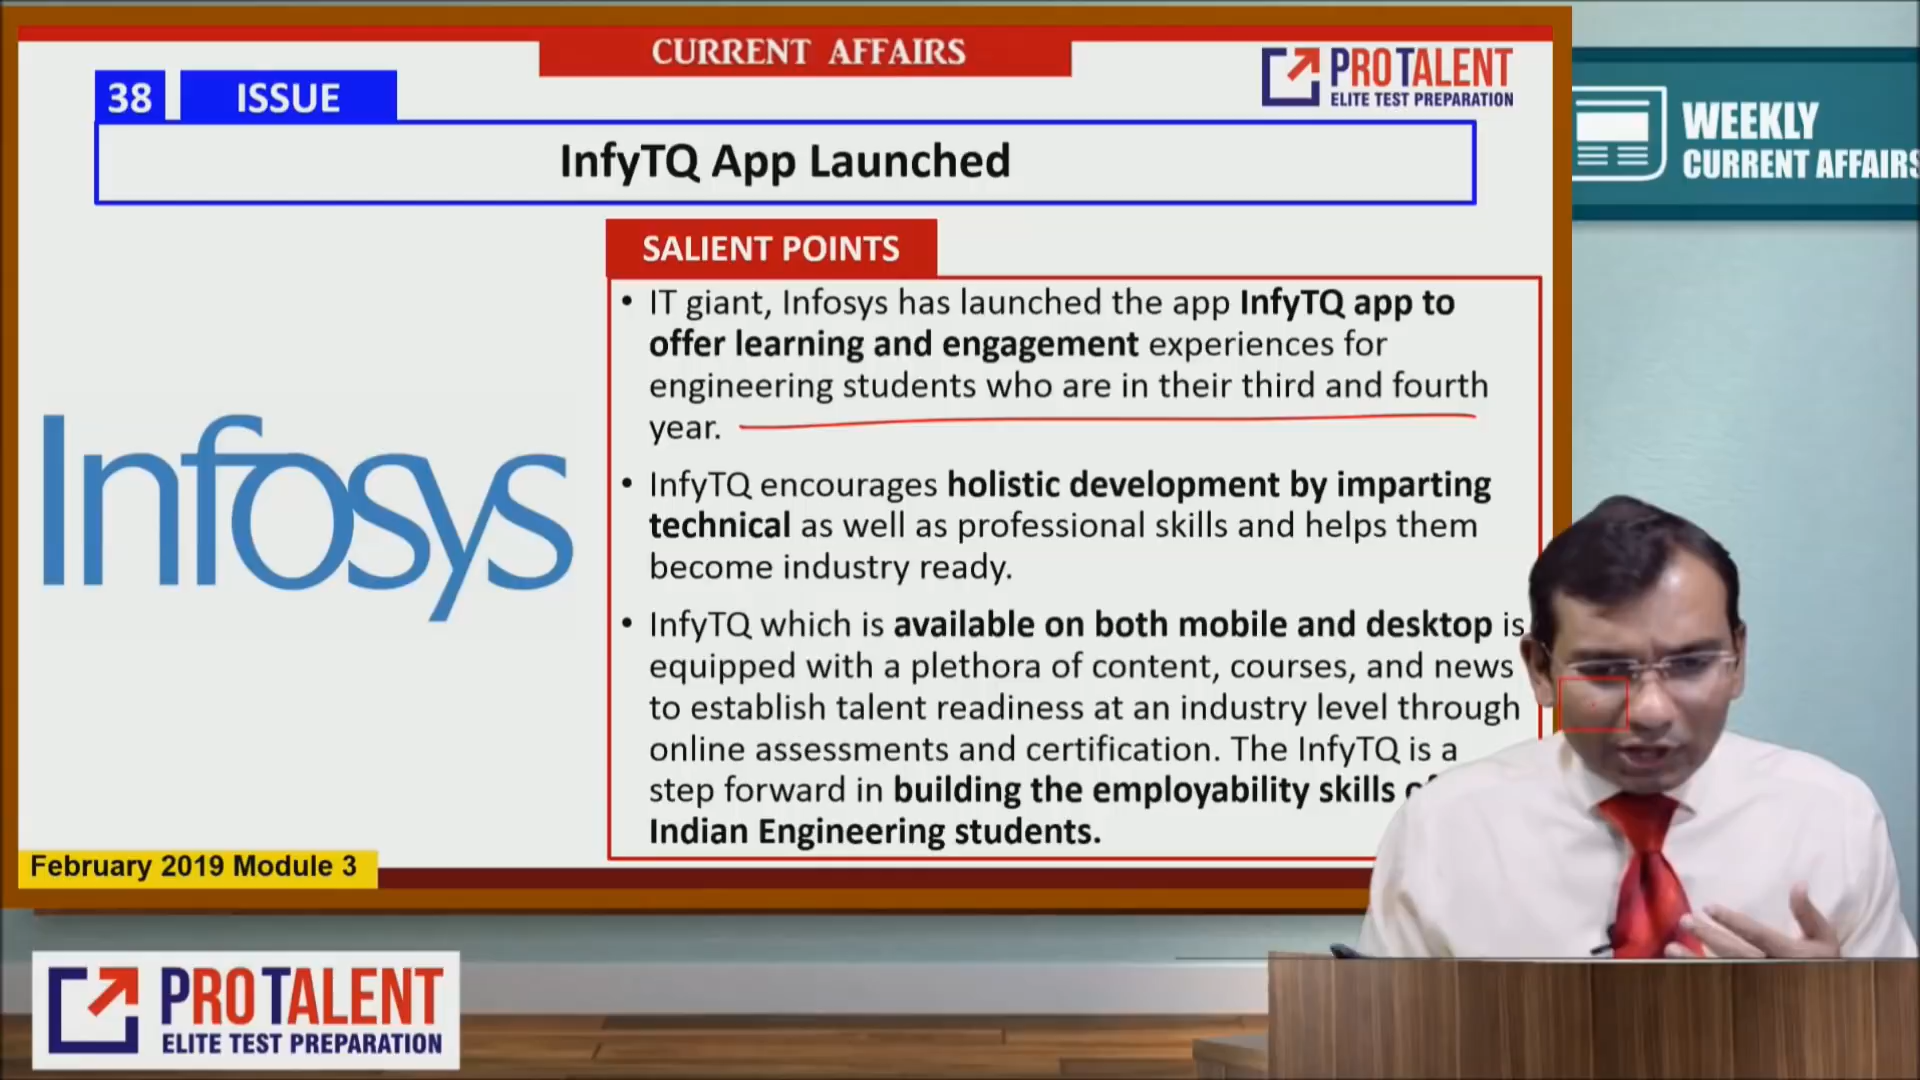 CURRENT AFFAIRS
PROTALENT
ELITE TEST PREPARATION
38 ISSUE
WEEKLY
CURRENT AFFAIRS
InfyTQ App Launched
SALIENT POINTS
• IT giant, Infosys has launched the app InfyTQ app to
offer learning and engagement experiences for
engineering students who are in their third and fourth
year.
• InfyTQ encourages holistic development by imparting
technical as well as professional skills and helps them
become industry ready.
• InfyTQ which is available on both mobile and desktop is
equipped with a plethora of content, courses, and news
to establish talent readiness at an industry level through
online assessments and certification. The InfyTQ is a
step forward in building the employability skills
Indian Engineering students.
Infosys
February 2019 Module 3
PROTALENT
ELITE TEST PREPARATION